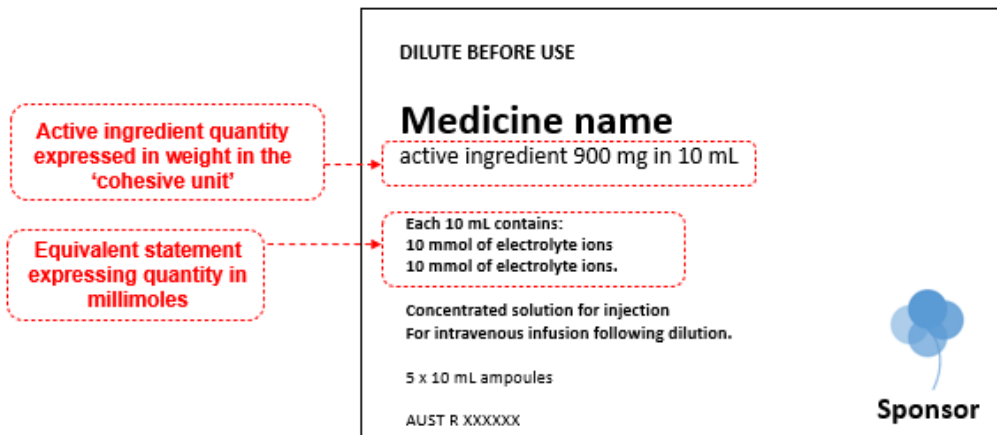 DILUTE BEFORE USE
Medicine name
active ingredient 900 mg in 10 mL
Active ingredient quantity
expressed in weight in the
‘cohesive unit’
Each 10 mL contains:
10 mmol of electrolyte ions
10 mmol of electrolyte ions.
Equivalent statement
expressing quantity in
millimoles
Concentrated solution for injection
For intravenous infusion following dilution.
5 x 10 mL ampoules
AUST R XXXXXX
Sponsor